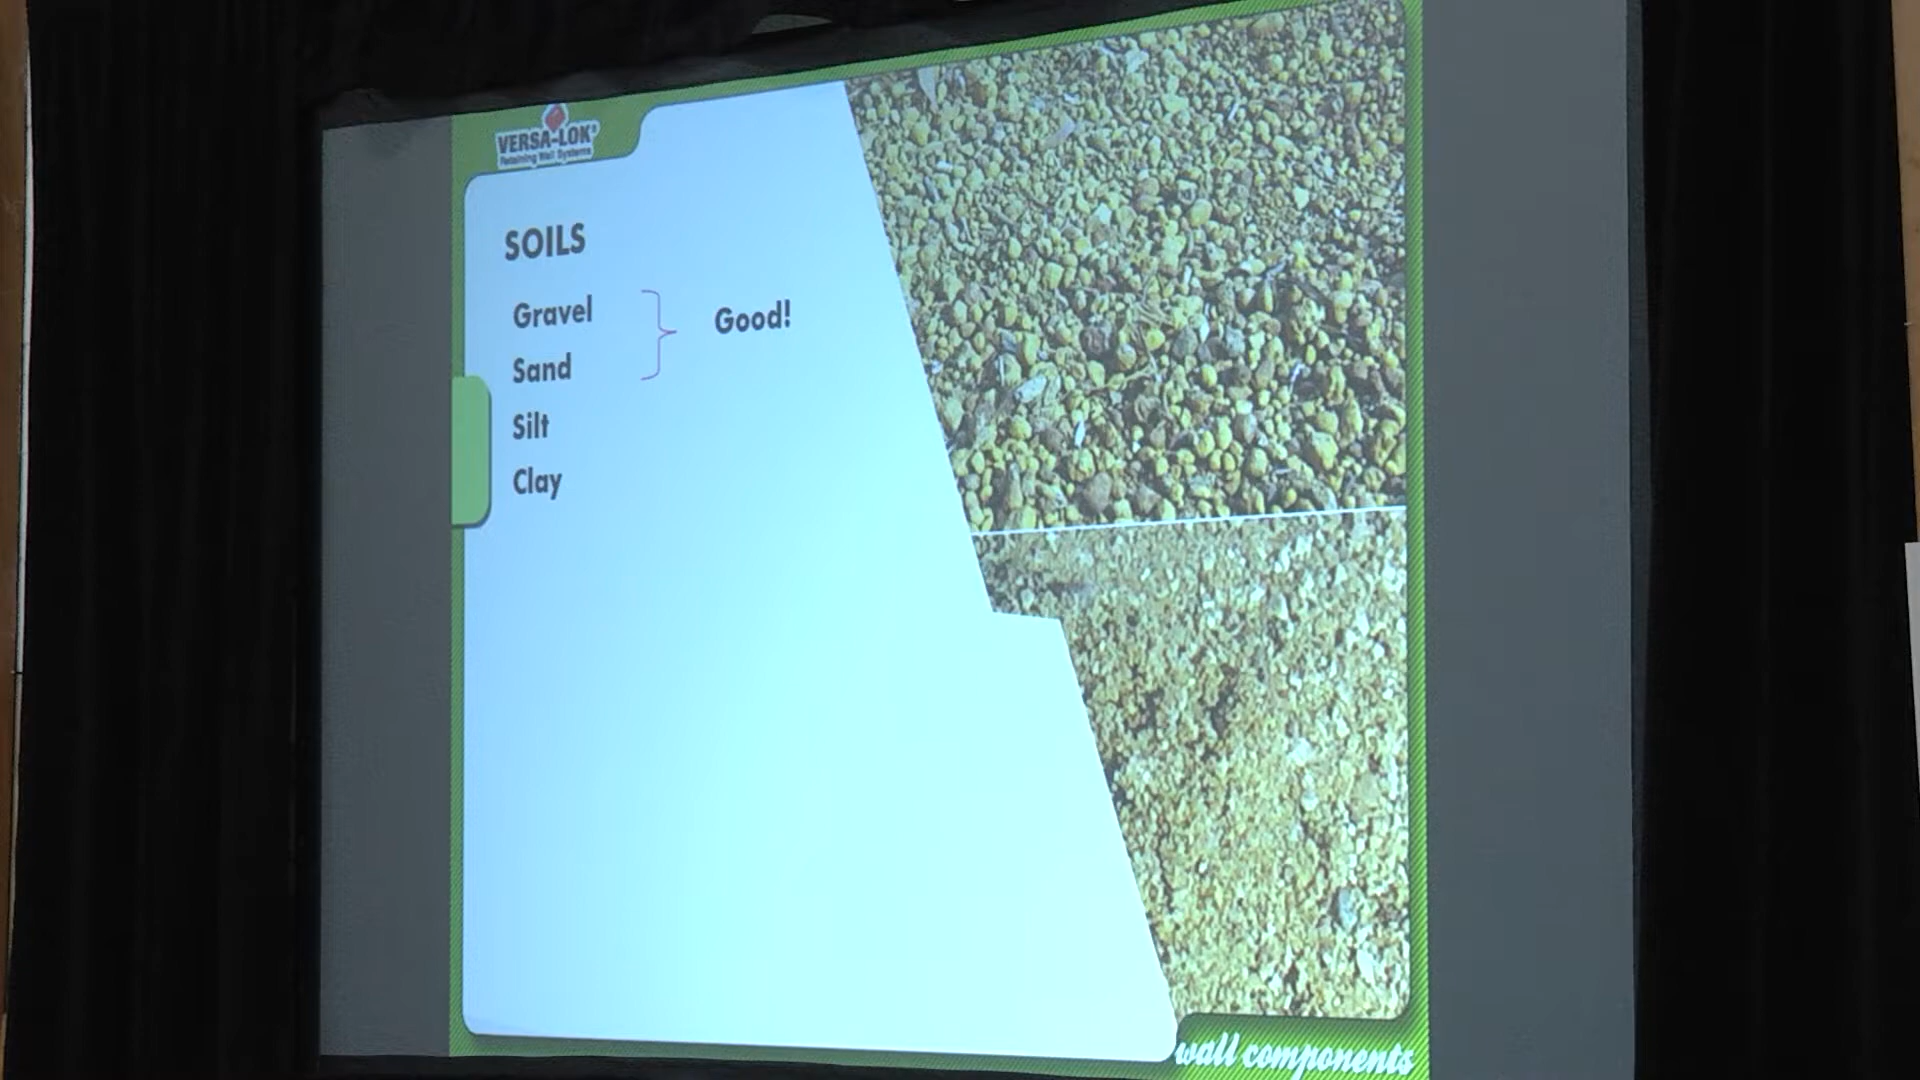 VERSA-LOK®
Retaining Wall Systems
SOILS
Gravel
Sand
Good!
Silt
Clay
wall components